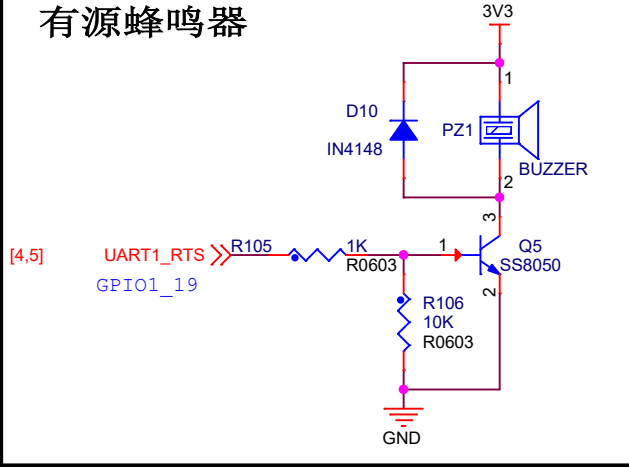 有源蜂鸣器
3V3
1
D10
PZ1
IN4148
BUZZER
2
3
[4,5]
UART1_RTS
R105
1K
1
Q5
R0603
SS8050
GPIO1_19
2
R106
10K
R0603
GND